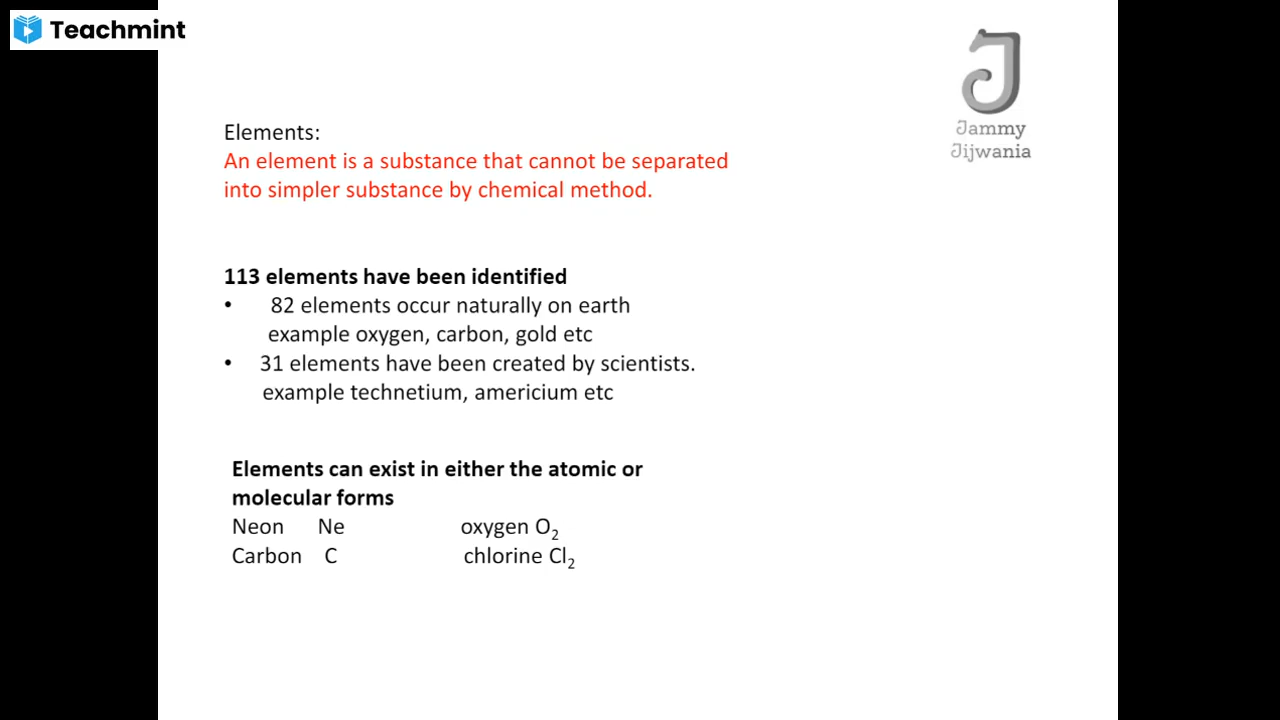 Teachmint
Jammy
Jijwania
Elements:
An element is a substance that cannot be separated
into simpler substance by chemical method.
113 elements have been identified
• 82 elements occur naturally on earth
example oxygen, carbon, gold etc
• 31 elements have been created by scientists.
example technetium, americium etc
Elements can exist in either the atomic or
molecular forms
Neon Ne oxygen O₂
Carbon C chlorine Cl₂